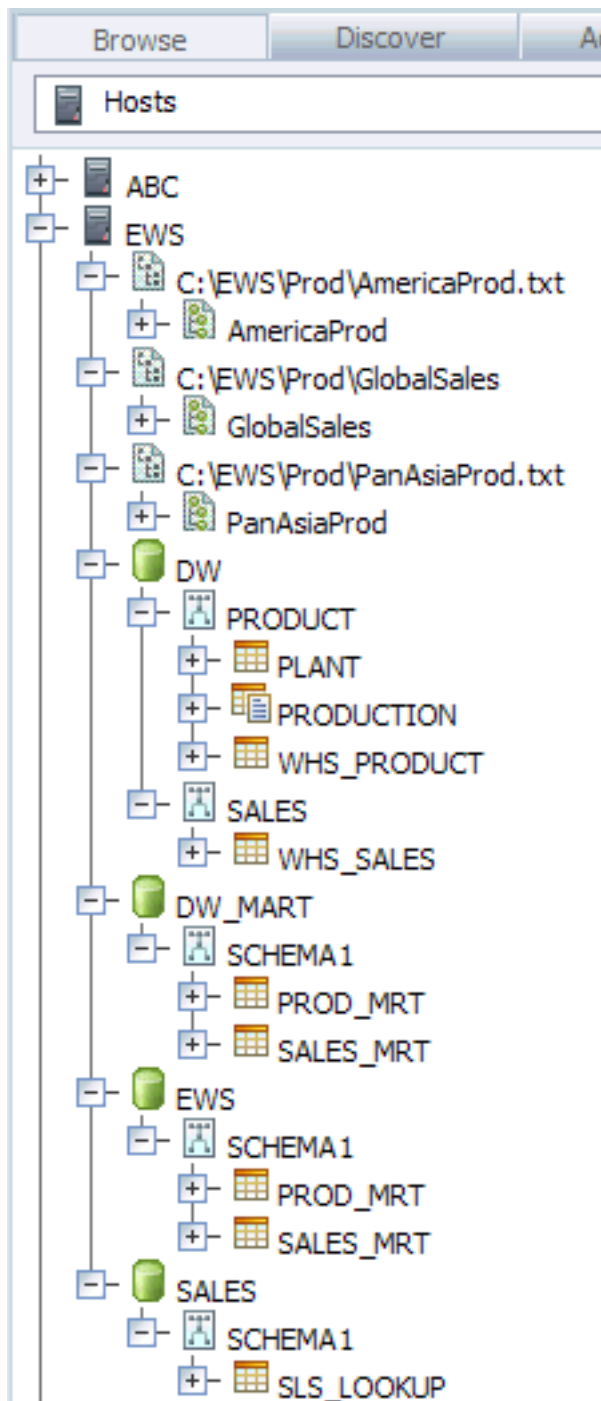 Browse Discover
Hosts
ABC
EWS
C:\EWS\Prod\AmericaProd.txt
AmericaProd
C:\EWS\Prod\GlobalSales
GlobalSales
C:\EWS\Prod\PanAsiaProd.txt
PanAsiaProd
DW
PRODUCT
PLANT
PRODUCTION
WHS_PRODUCT
SALES
WHS_SALES
DW_MART
SCHEMA1
PROD_MRT
SALES_MRT
EWS
SCHEMA1
PROD_MRT
SALES_MRT
SALES
SCHEMA1
SLS_LOOKUP